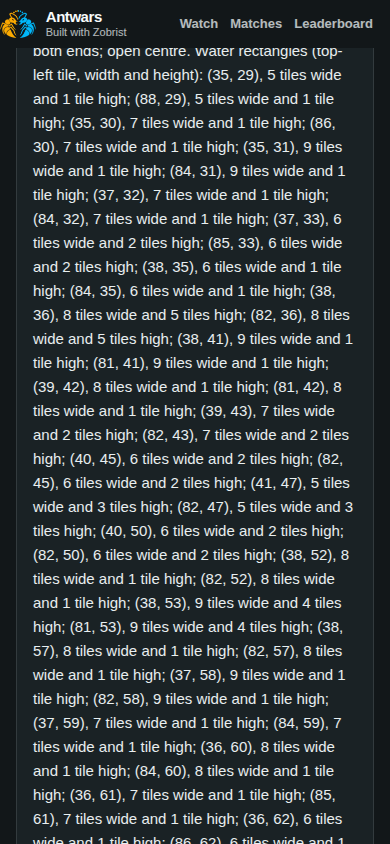 Antwars
Built with Zobrist
Watch Matches Leaderboard
both ends; open centre. Water rectangles (top-
left tile, width and height): (35, 29), 5 tiles wide
and 1 tile high; (88, 29), 5 tiles wide and 1 tile
high; (35, 30), 7 tiles wide and 1 tile high; (86,
30), 7 tiles wide and 1 tile high; (35, 31), 9 tiles
wide and 1 tile high; (84, 31), 9 tiles wide and 1
tile high; (37, 32), 7 tiles wide and 1 tile high;
(84, 32), 7 tiles wide and 1 tile high; (37, 33), 6
tiles wide and 2 tiles high; (85, 33), 6 tiles wide
and 2 tiles high; (38, 35), 6 tiles wide and 1 tile
high; (84, 35), 6 tiles wide and 1 tile high; (38,
36), 8 tiles wide and 5 tiles high; (82, 36), 8 tiles
wide and 5 tiles high; (38, 41), 9 tiles wide and 1
tile high; (81, 41), 9 tiles wide and 1 tile high;
(39, 42), 8 tiles wide and 1 tile high; (81, 42), 8
tiles wide and 1 tile high; (39, 43), 7 tiles wide
and 2 tiles high; (82, 43), 7 tiles wide and 2 tiles
high; (40, 45), 6 tiles wide and 2 tiles high; (82,
45), 6 tiles wide and 2 tiles high; (41, 47), 5 tiles
wide and 3 tiles high; (82, 47), 5 tiles wide and 3
tiles high; (40, 50), 6 tiles wide and 2 tiles high;
(82, 50), 6 tiles wide and 2 tiles high; (38, 52), 8
tiles wide and 1 tile high; (82, 52), 8 tiles wide
and 1 tile high; (38, 53), 9 tiles wide and 4 tiles
high; (81, 53), 9 tiles wide and 4 tiles high; (38,
57), 8 tiles wide and 1 tile high; (82, 57), 8 tiles
wide and 1 tile high; (37, 58), 9 tiles wide and 1
tile high; (82, 58), 9 tiles wide and 1 tile high;
(37, 59), 7 tiles wide and 1 tile high; (84, 59), 7
tiles wide and 1 tile high; (36, 60), 8 tiles wide
and 1 tile high; (84, 60), 8 tiles wide and 1 tile
high; (36, 61), 7 tiles wide and 1 tile high; (85,
61), 7 tiles wide and 1 tile high; (36, 62), 6 tiles
wide and 1 tile high; (86, 62), 6 tiles wide and 1